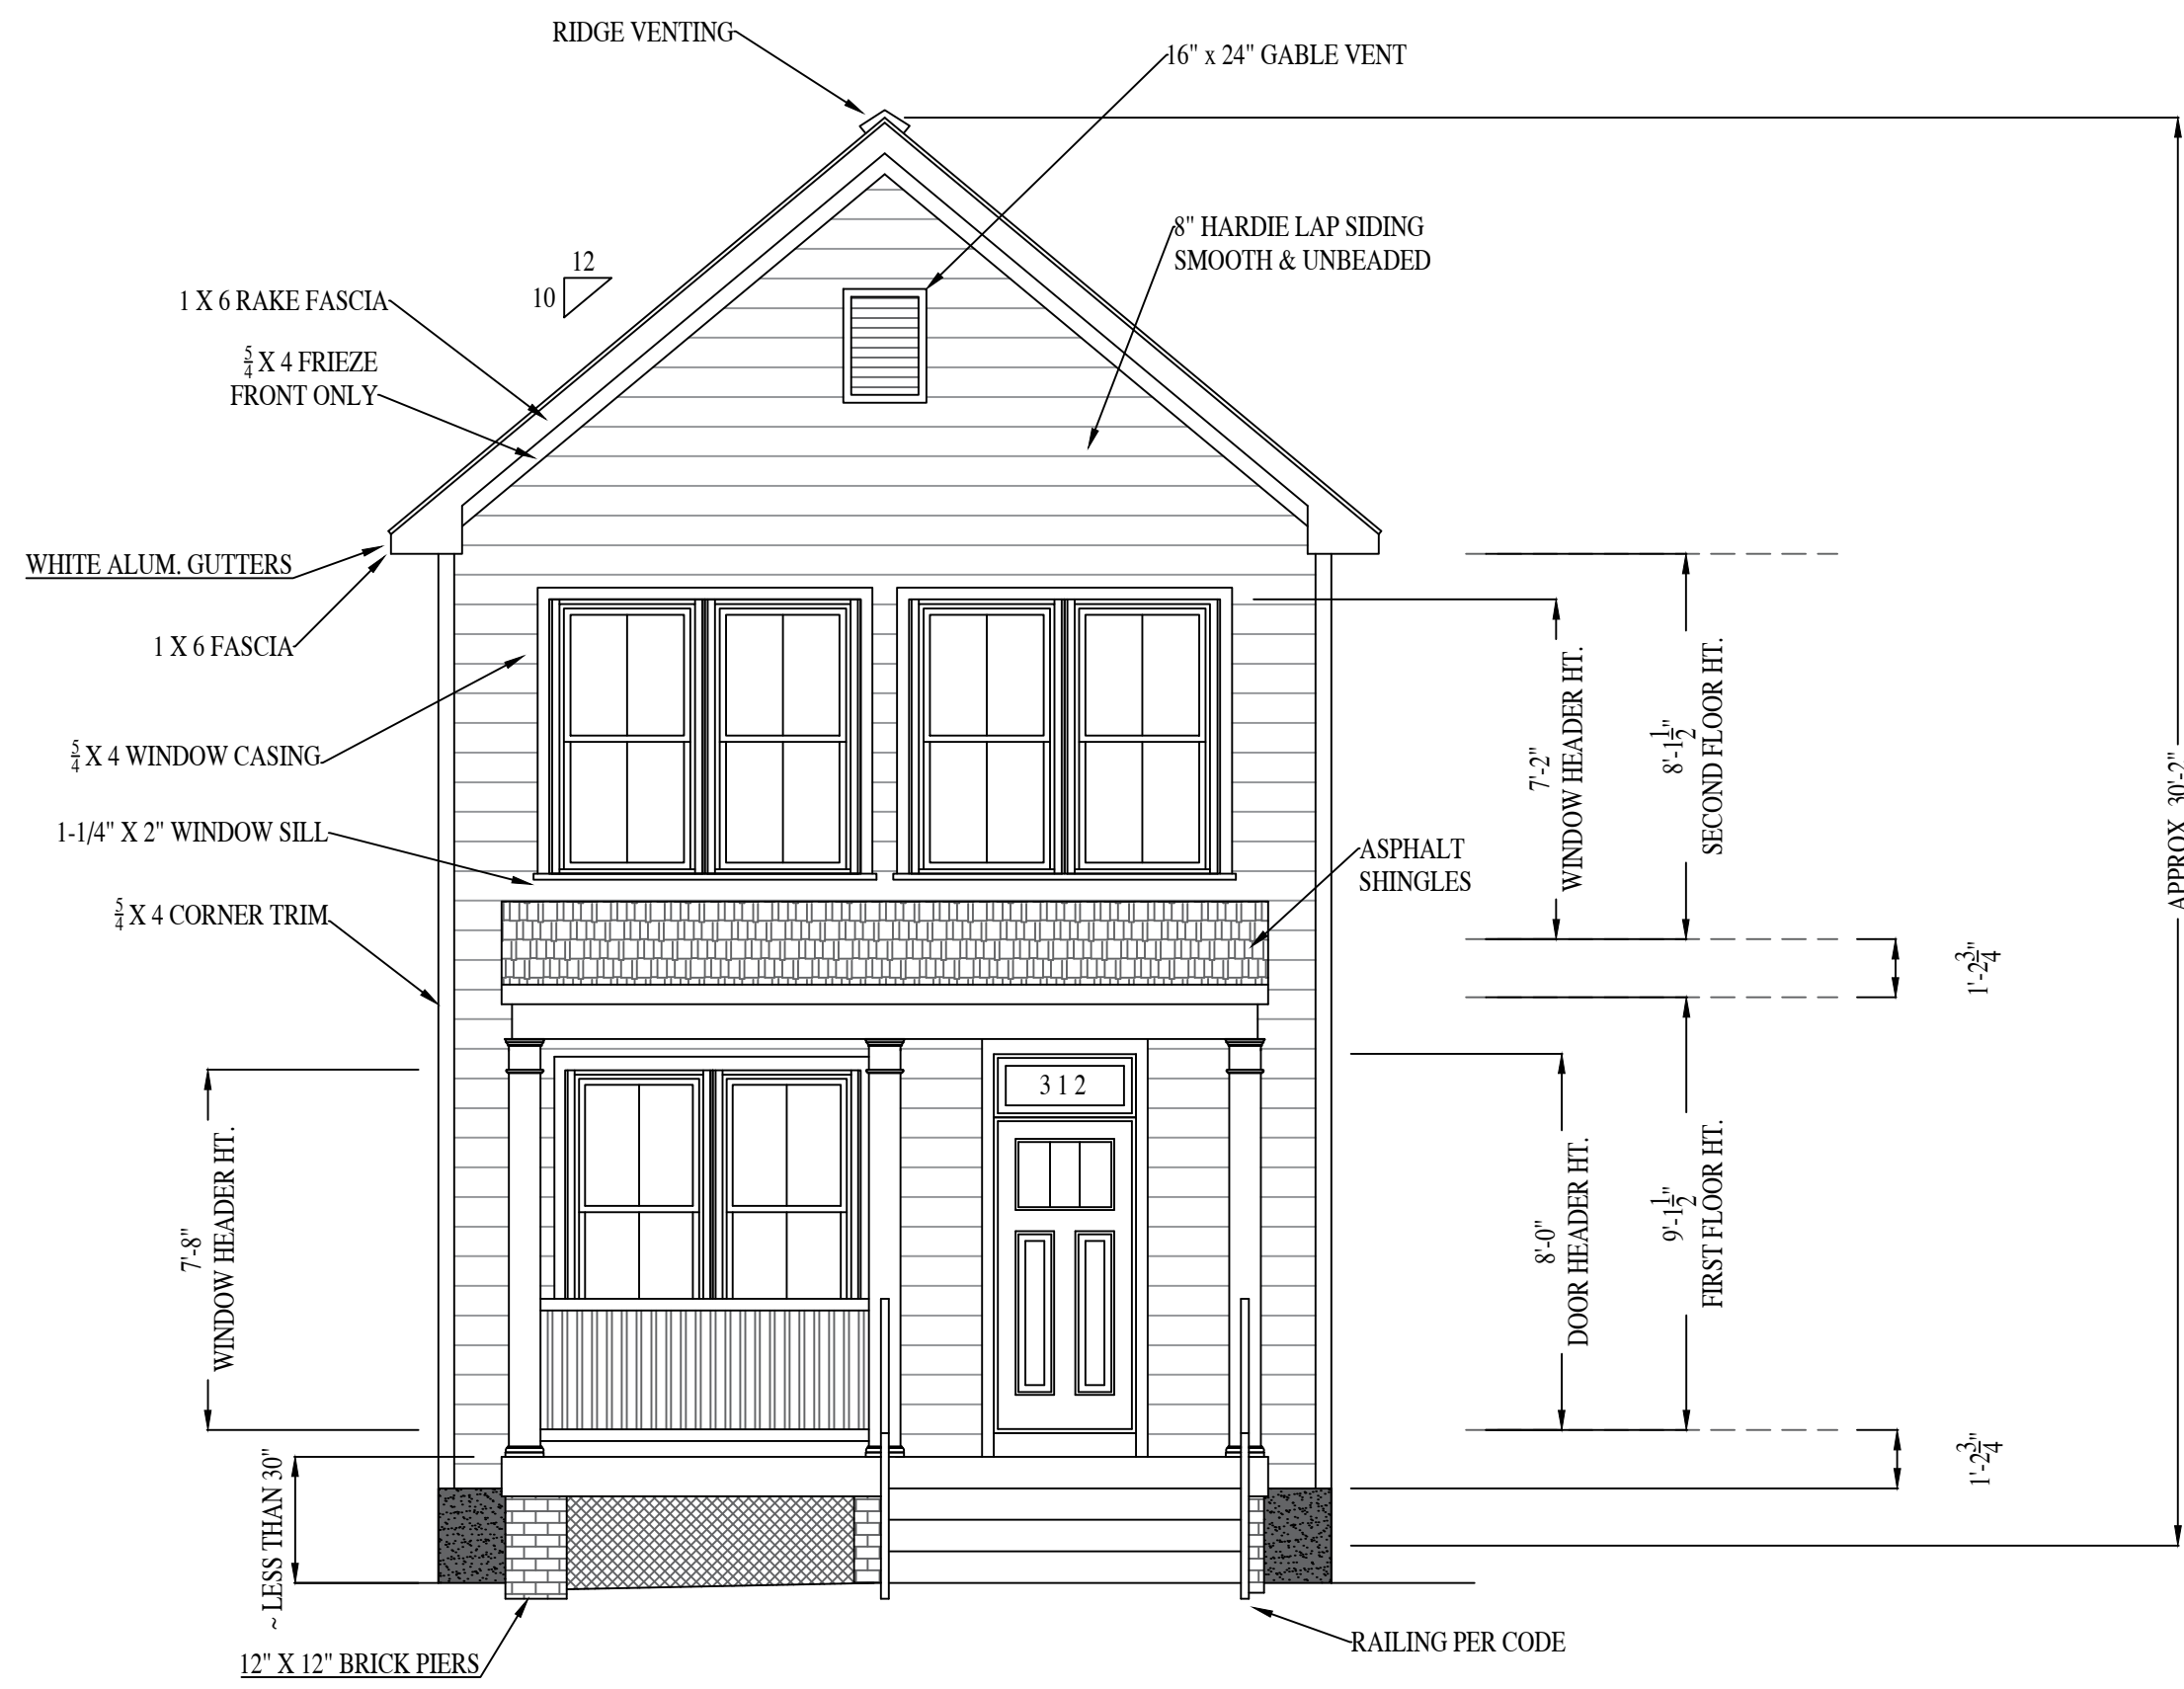 RIDGE VENTING
16" x 24" GABLE VENT
8" HARDIE LAP SIDING
SMOOTH & UNBEADED
12
10
1 X 6 RAKE FASCIA
5/4 X 4 FRIEZE
FRONT ONLY
WHITE ALUM. GUTTERS
1 X 6 FASCIA
5/4 X 4 WINDOW CASING
1-1/4" X 2" WINDOW SILL
5/4 X 4 CORNER TRIM
ASPHALT
SHINGLES
7'-2"
WINDOW HEADER HT.
8'-1 1/2"
SECOND FLOOR HT.
APPROX. 30'-2"
1'-2 3/4"
312
7'-8"
WINDOW HEADER HT.
8'-0"
DOOR HEADER HT.
9'-1 1/2"
FIRST FLOOR HT.
1'-2 3/4"
~ LESS THAN 30"
12" X 12" BRICK PIERS
RAILING PER CODE